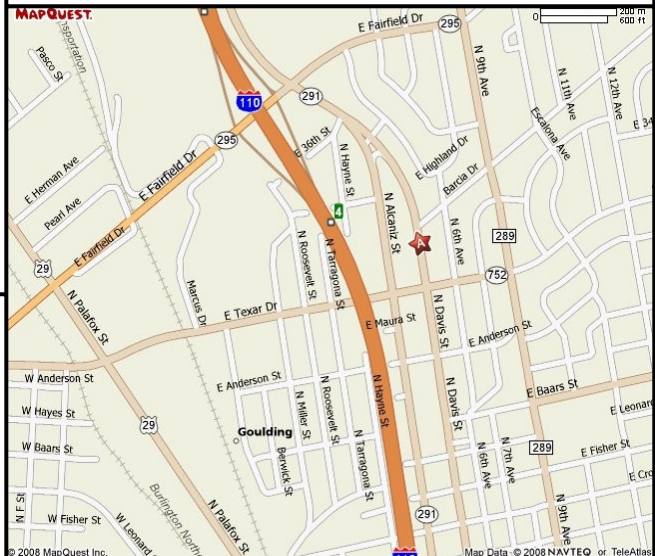 MAPQUEST.
E Fairfield Dr
295
200 m
600 ft
0
Pasco St
N 9th Ave
N 11th Ave
N 12th Ave
110
291
Escalona Ave
295
E 36th St
N Hayne St
E Highland Dr
Barcia Dr
E Herman Ave
E Fairfield Dr
Pearl Ave
4
N Alcaniz St
N 6th Ave
A
289
E Fairfield Dr
29
N Roosevelt St
N Tarragona St
752
Marcus Dr
N Palafox St
E Texar Dr
E Maura St
N Davis St
E Anderson St
W Anderson St
E Anderson St
N Hayne St
N Davis St
E Baars St
W Hayes St
N Miller St
N Roosevelt St
29
Goulding
W Baars St
Berwick St
N Tarragona St
N 6th Ave
N 7th Ave
289
E Fisher St
N F St
Burlington North
N Palafox St
291
N 9th Ave
W Fisher St
W Leonard
© 2008 MapQuest Inc.
Map Data © 2008 NAVTEQ or TeleAtlas